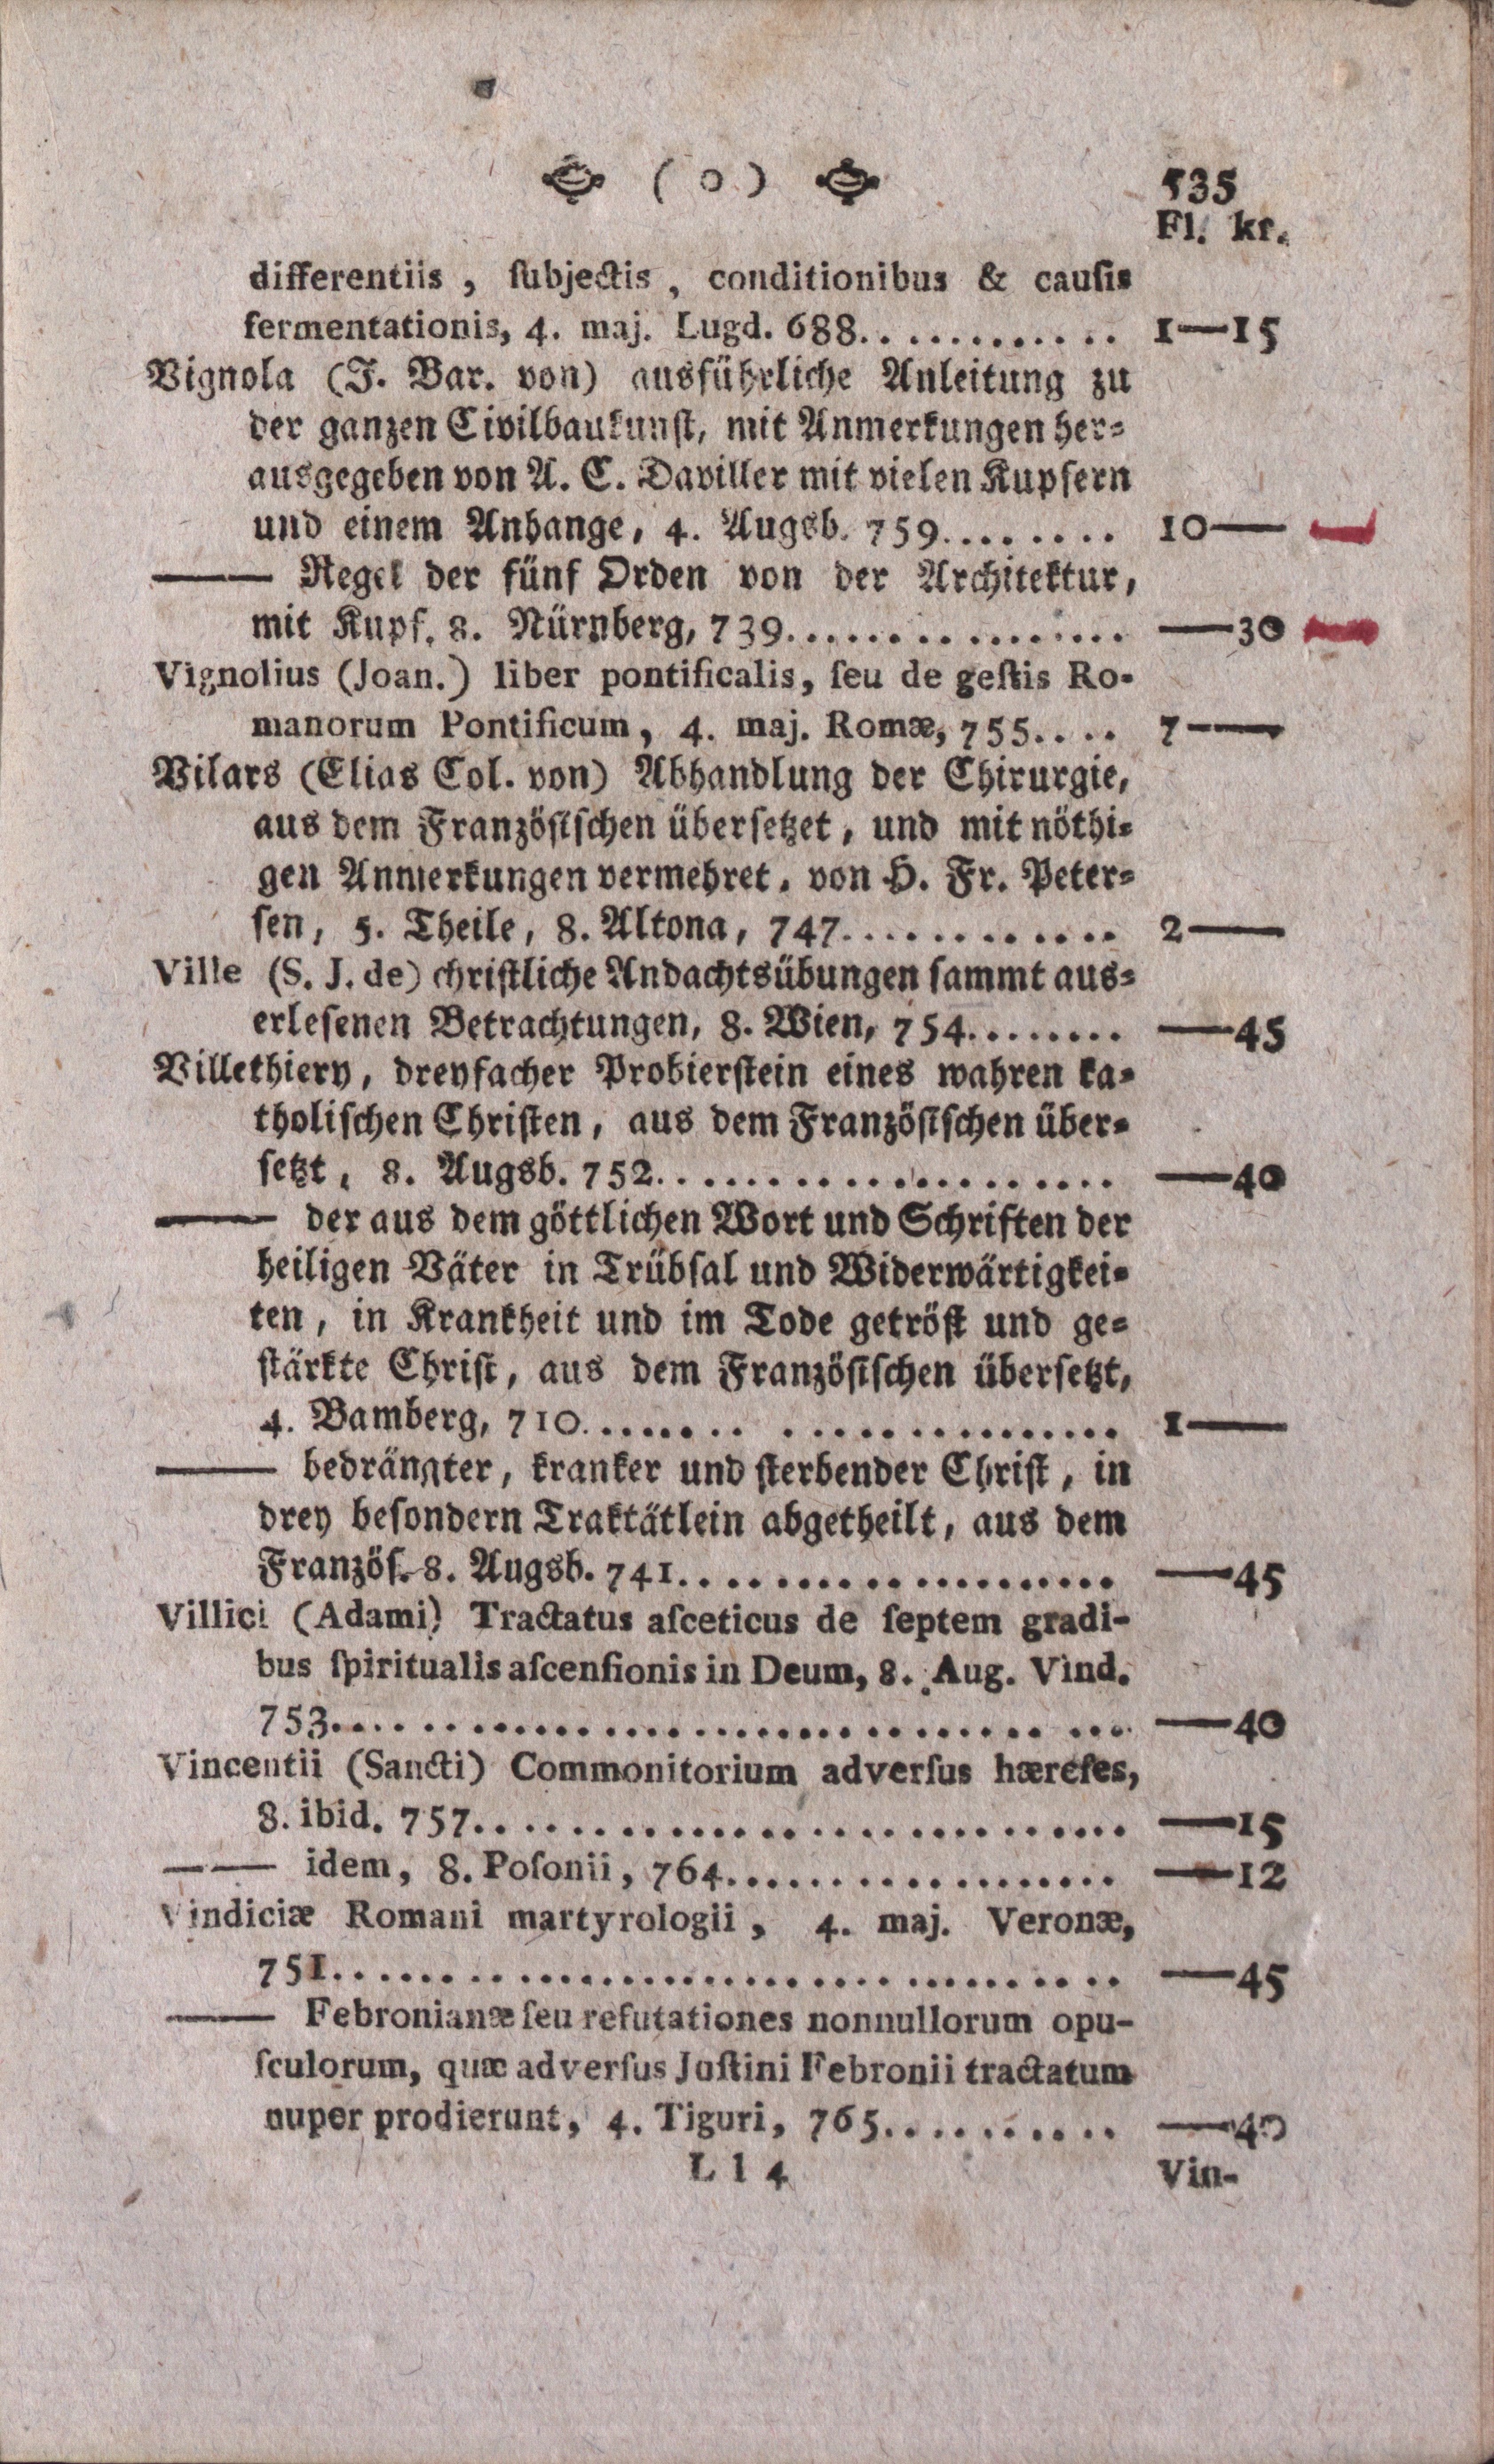 ( o ) 535
Fl. kr.
differentiis , ſubjectis , conditionibus & cauſis
fermentationis, 4. maj. Lugd. 688............ 1—15
Vignola (J. Bar. von) ausführliche Anleitung zu
der ganzen Civilbaukunſt, mit Anmerkungen her=
ausgegeben von A. C. Daviller mit vielen Kupfern
und einem Anhange, 4. Augsb. 759........ 10—
—— Regel der fünf Orden von der Architektur,
mit Kupf. 8. Nürnberg, 739................ —30
Vignolius (Joan.) liber pontificalis, ſeu de geſtis Ro-
manorum Pontificum, 4. maj. Romæ, 755.... 7—
Vilars (Elias Col. von) Abhandlung der Chirurgie,
aus dem Französiſchen überſetzet, und mit nöthi=
gen Anmerkungen vermehret, von H. Fr. Peter=
ſen, 5. Theile, 8. Altona, 747............ 2—
Ville (S. J. de) chriſtliche Andachtsübungen ſammt aus=
erleſenen Betrachtungen, 8. Wien, 754........ —45
Villethiery, dreyfacher Probierſtein eines wahren ka=
tholiſchen Chriſten, aus dem Französiſchen über=
ſetzt, 8. Augsb. 752.................... —40
—— der aus dem göttlichen Wort und Schriften der
heiligen Väter in Trübſal und Widerwärtigkei=
ten, in Krankheit und im Tode getröſt und ge=
ſtärkte Chriſt, aus dem Französiſchen überſetzt,
4. Bamberg, 710....................... 1—
—— bedrängter, kranker und ſterbender Chriſt, in
drey beſondern Traktätlein abgetheilt, aus dem
Französ. 8. Augsb. 741................... —45
Villici (Adami) Tractatus aſceticus de ſeptem gradi-
bus ſpiritualis aſcenſionis in Deum, 8. Aug. Vind.
753................................. —40
Vincentii (Sancti) Commonitorium adverſus hæreſes,
8. ibid. 757............................ —15
—— idem, 8. Poſonii, 764................. —12
Vindiciæ Romani martyrologii, 4. maj. Veronæ,
751.................................. —45
—— Febronianæ ſeu refutationes nonnullorum opu-
ſculorum, quæ adverſus Juſtini Febronii tractatum
nuper prodierunt, 4. Tiguri, 765.......... —40
L l 4 Vin-